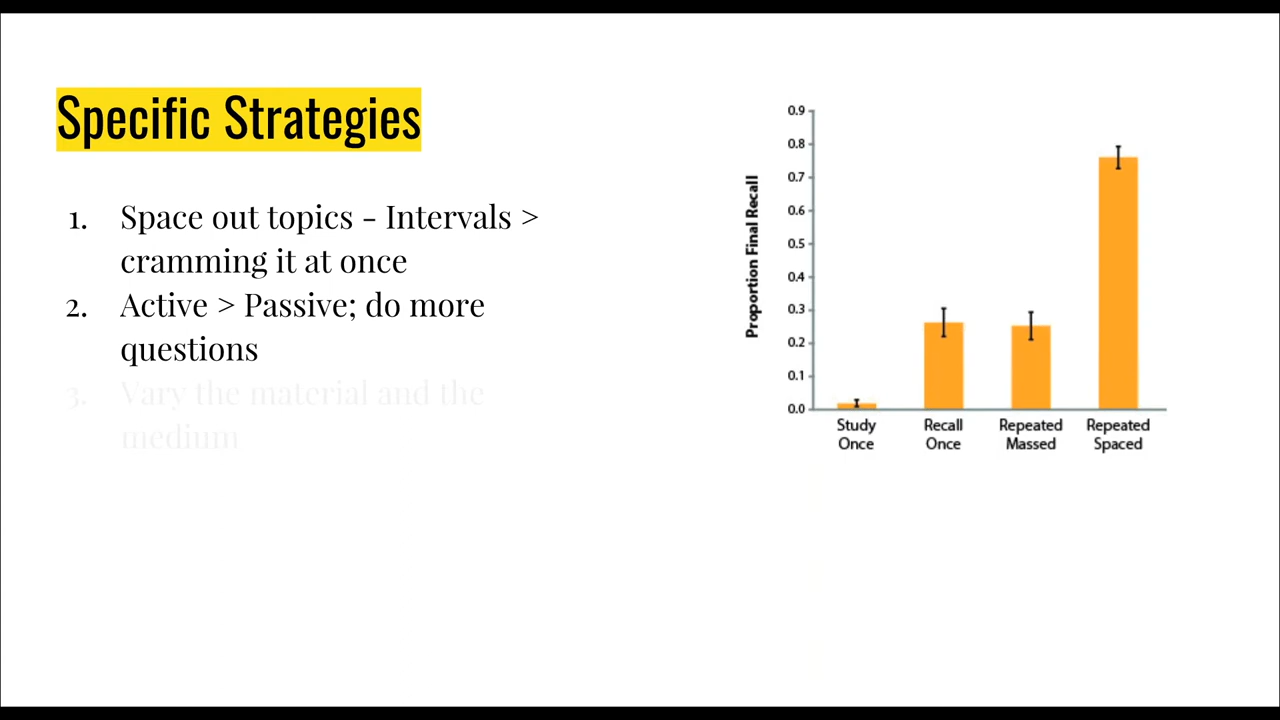 Specific Strategies
1. Space out topics - Intervals >
cramming it at once
2. Active > Passive; do more
questions
3. Vary the material and the
medium
Proportion Final Recall
0.9
0.8
0.7
0.6
0.5
0.4
0.3
0.2
0.1
0.0
Study
Once
Recall
Once
Repeated
Massed
Repeated
Spaced